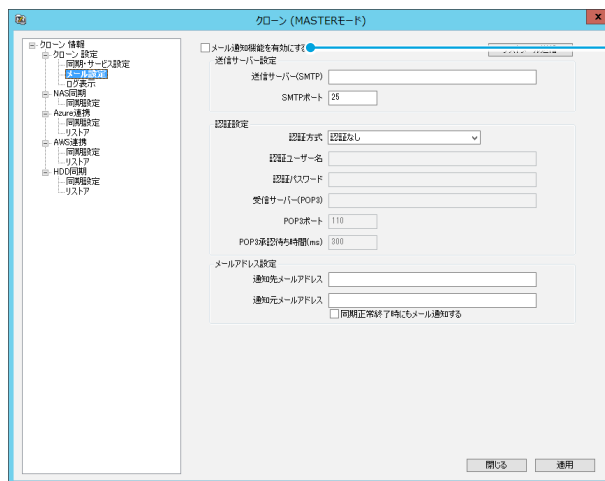 クローン (MASTERモード)
x
クローン 情報
クローン 設定
同期・サービス設定
メール設定
ログ表示
NAS同期
同期設定
Azure連携
同期設定
リストア
AWS連携
同期設定
リストア
HDD同期
同期設定
リストア
メール通知機能を有効にする
送信サーバー設定
送信サーバー(SMTP)
SMTPポート 25
認証設定
認証方式 認証なし
認証ユーザー名
認証パスワード
受信サーバー(POP3)
POP3ポート 110
POP3承認待ち時間(ms) 300
メールアドレス設定
通知先メールアドレス
通知元メールアドレス
同期正常終了時にもメール通知する
閉じる 適用